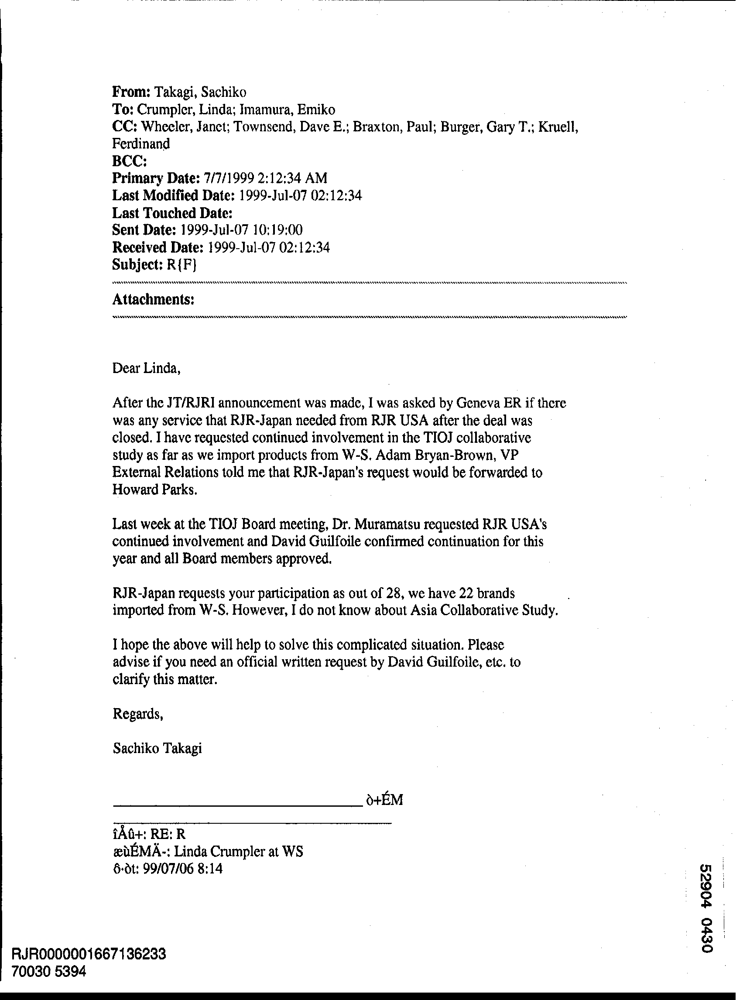 From: Takagi, Sachiko
To: Crumpler, Linda; Imamura, Emiko
CC: Wheeler, Janet; Townsend, Dave E.; Braxton, Paul; Burger, Gary T.; Kruell,
Ferdinand
BCC:
Primary Date: 7/7/1999 2:12:34 AM
Last Modified Date: 1999-Jul-07 02:12:34
Last Touched Date:
Sent Date: 1999-Jul-07 10:19:00
Received Date: 1999-Jul-07 02:12:34
Subject: R{F}
Attachments:
Dear Linda,
After the JT/RJRI announcement was made, I was asked by Geneva ER if there
was any service that RJR-Japan needed from RJR USA after the deal was
closed. I have requested continued involvement in the TIOJ collaborative
study as far as we import products from W-S. Adam Bryan-Brown, VP
External Relations told me that RJR-Japan's request would be forwarded to
Howard Parks.
Last week at the TIOJ Board meeting, Dr. Muramatsu requested RJR USA's
continued involvement and David Guilfoile confirmed continuation for this
year and all Board members approved.
RJR-Japan requests your participation as out of 28, we have 22 brands
imported from W-S. However, I do not know about Asia Collaborative Study.
I hope the above will help to solve this complicated situation. Please
advise if you need an official written request by David Guilfoile, etc. to
clarify this matter.
Regards,
Sachiko Takagi
ò+ÉM
îÅû+: RE: R
æùÉMÄ-: Linda Crumpler at WS
ô·òt: 99/07/06 8:14
52904 0430
RJR0000001667136233
70030 5394